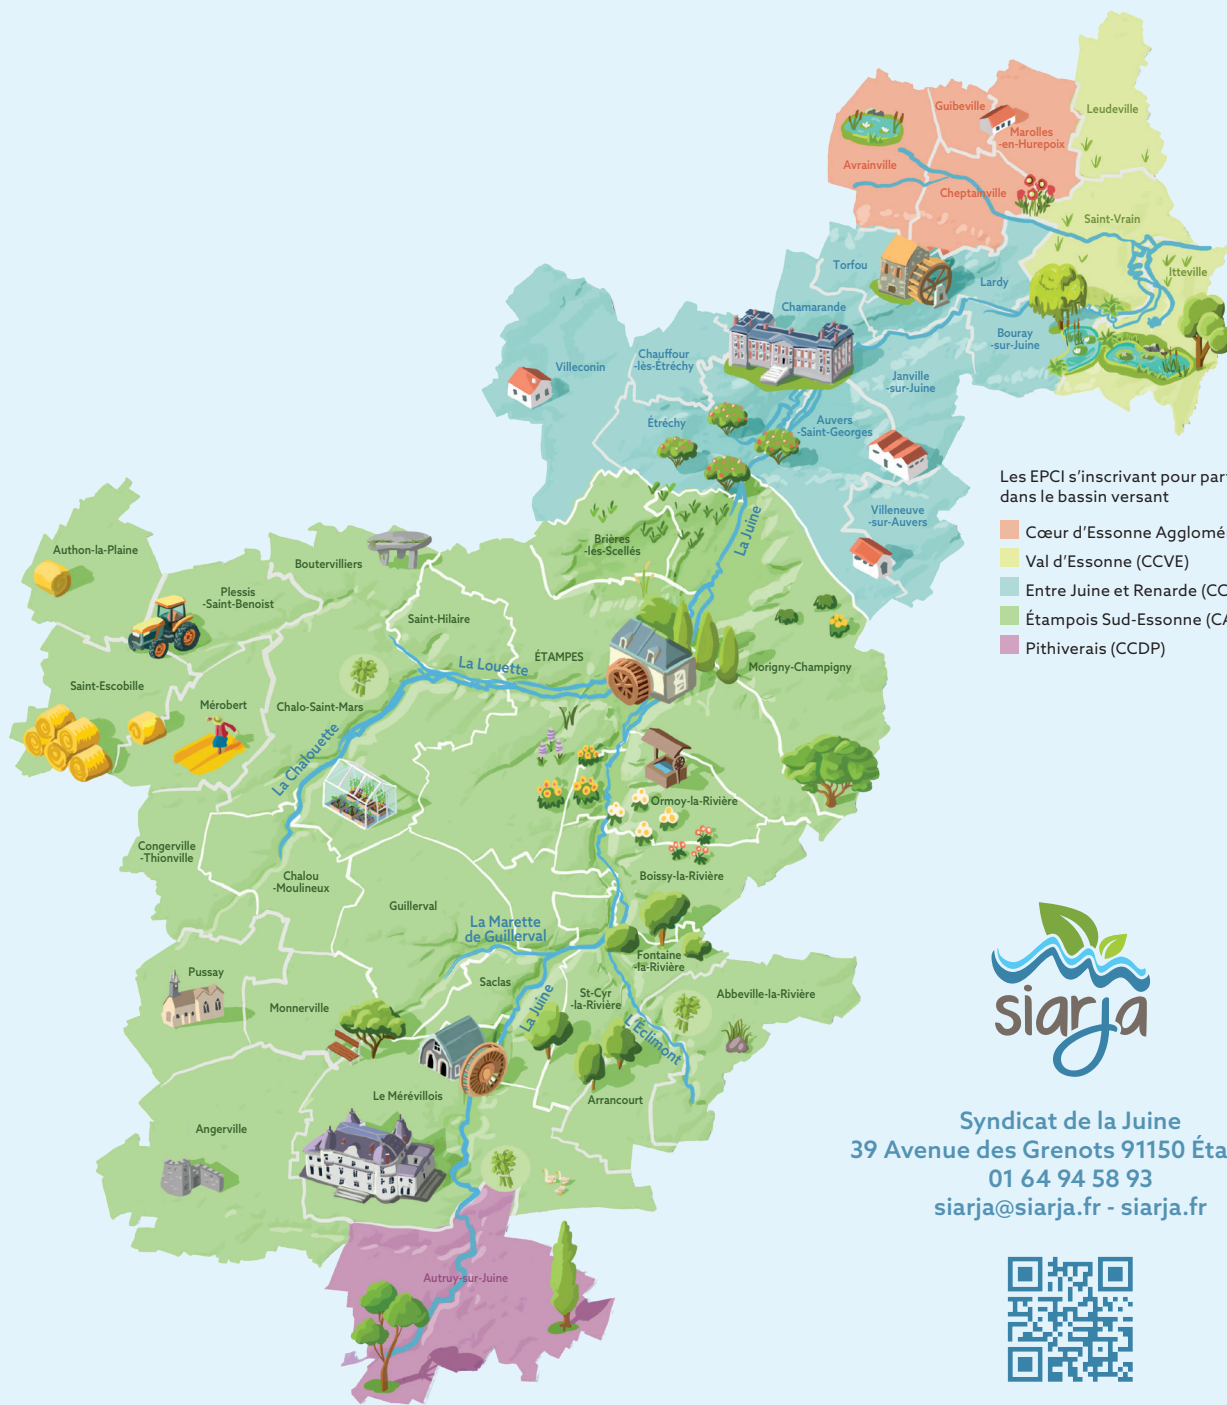 Leudeville
Guibeville
Marolles
-en-Hurepoix
Avrainville
Cheptainville
Saint-Vrain
Itteville
Torfou
Lardy
Chamarande
Bouray
-sur-Juine
Villeconin
Chauffour
-lès-Étréchy
Janville
-sur-Juine
Étréchy
Auvers
-Saint-Georges
Villeneuve
-sur-Auvers
La Juine
Brières
-lès-Scellés
Authon-la-Plaine
Boutervilliers
Plessis
-Saint-Benoist
Saint-Hilaire
La Louette
ÉTAMPES
Morigny-Champigny
Saint-Escobille
Mérobert
Chalo-Saint-Mars
La Chalouette
Ormoy-la-Rivière
Congerville
-Thionville
Chalou
-Moulineux
Boissy-la-Rivière
Guillerval
La Marette
de Guillerval
Fontaine
-la-Rivière
Pussay
Saclas
St-Cyr
-la-Rivière
Abbeville-la-Rivière
Monnerville
La Juine
L'Éclimont
Le Mérévillois
Arrancourt
Angerville
Autruy-sur-Juine
Les EPCI s'inscrivant pour par
dans le bassin versant
Cœur d'Essonne Agglomé
Val d'Essonne (CCVE)
Entre Juine et Renarde (CC
Étampois Sud-Essonne (CA
Pithiverais (CCDP)
siarja
Syndicat de la Juine
39 Avenue des Grenots 91150 Éta
01 64 94 58 93
siarja@siarja.fr - siarja.fr